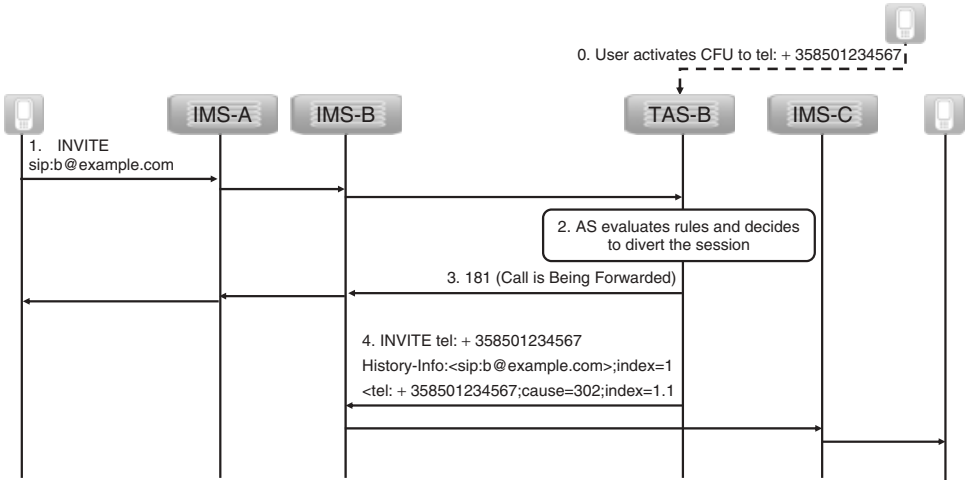 0. User activates CFU to tel: + 358501234567
IMS-A
IMS-B
TAS-B
IMS-C
1. INVITE
sip:b@example.com
2. AS evaluates rules and decides
to divert the session
3. 181 (Call is Being Forwarded)
4. INVITE tel: + 358501234567
History-Info:<sip:b@example.com>;index=1
<tel: + 358501234567;cause=302;index=1.1